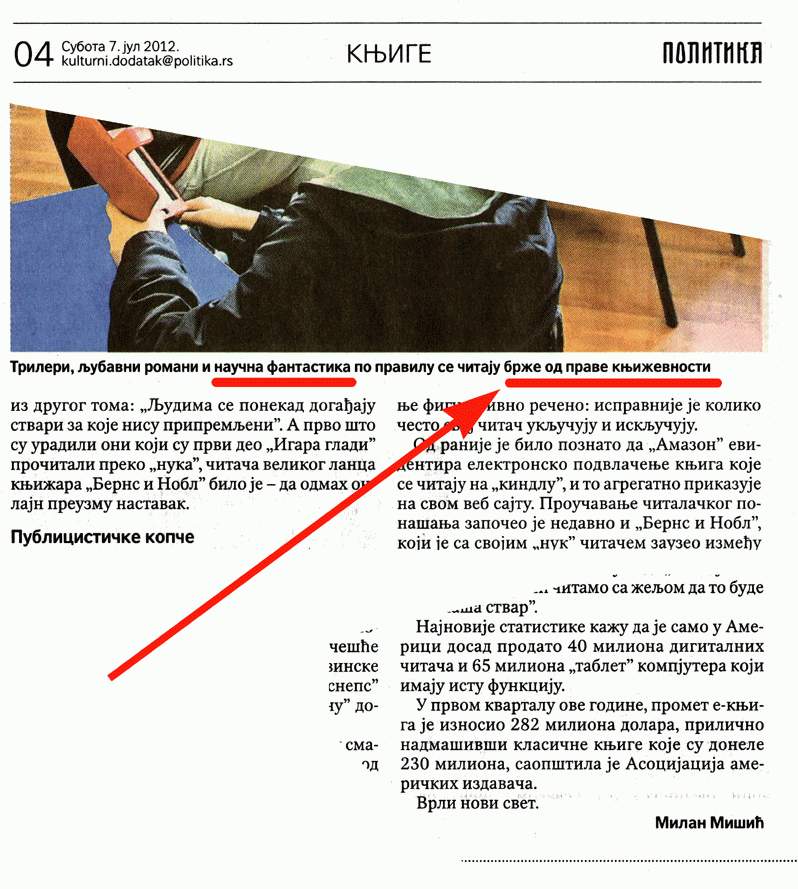 04
Субота 7. јул 2012.
kulturni.dodatak@politika.rs
КЊИГЕ
ПОЛИТИКА
Трилери, љубавни романи и научна фантастика по правилу се читају брже од праве књижевности
из другог тома: „Људима се понекад догађају
ствари за које нису припремљени”. А прво што
су урадили они који су први део „Игара глади”
прочитали преко „нука”, читача великог ланца
књижара „Бернс и Нобл” било је – да одмах он
лајн преузму наставак.
Публицистичке копче
чешће
винске
снепс”
ну” до-
сма-
од
ње фигуративно речено: исправније је колико
често свој читач укључују и искључују.
Од раније је било познато да „Амазон” еви-
дентира електронско подвлачење књига које
се читају на „киндлу”, и то агрегатно приказује
на свом веб сајту. Проучавање читалачког по-
нашања започео је недавно и „Бернс и Нобл”,
који је са својим „нук” читачем заузео између
читамо са жељом да то буде
ствар”.
Најновије статистике кажу да је само у Аме-
рици досад продато 40 милиона дигиталних
читача и 65 милиона „таблет” компјутера који
имају исту функцију.
У првом кварталу ове године, промет е-књи-
га је износио 282 милиона долара, прилично
надмашивши класичне књиге које су донеле
230 милиона, саопштила је Асоцијација аме-
ричких издавача.
Врли нови свет.
Милан Мишић